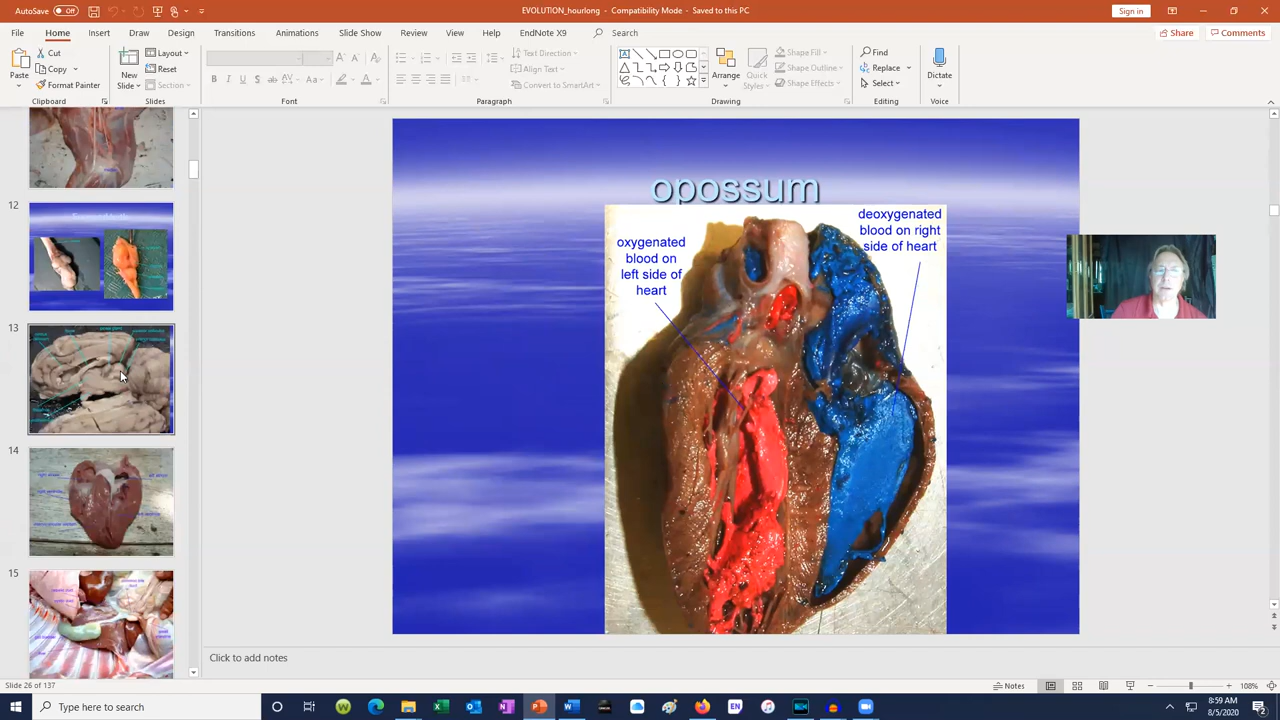 AutoSave Off
EVOLUTION_hourlong - Compatibility Mode - Saved to this PC
Sign in
File Home Insert Draw Design Transitions Animations Slide Show Review View Help EndNote X9 Search
Share Comments
Paste
Cut
Copy
Format Painter
Clipboard
New
Slide
Layout
Reset
Section
Slides
B I U S ab AV Aa A
Font
Text Direction
Align Text
Convert to SmartArt
Paragraph
Arrange
Quick
Styles
Shape Fill
Shape Outline
Shape Effects
Drawing
Find
Replace
Select
Editing
Dictate
Voice
12
13
14
15
opossum
oxygenated
blood on
left side of
heart
deoxygenated
blood on right
side of heart
Click to add notes
Slide 26 of 137
Notes
108%
Type here to search
8:59 AM
8/5/2020
2